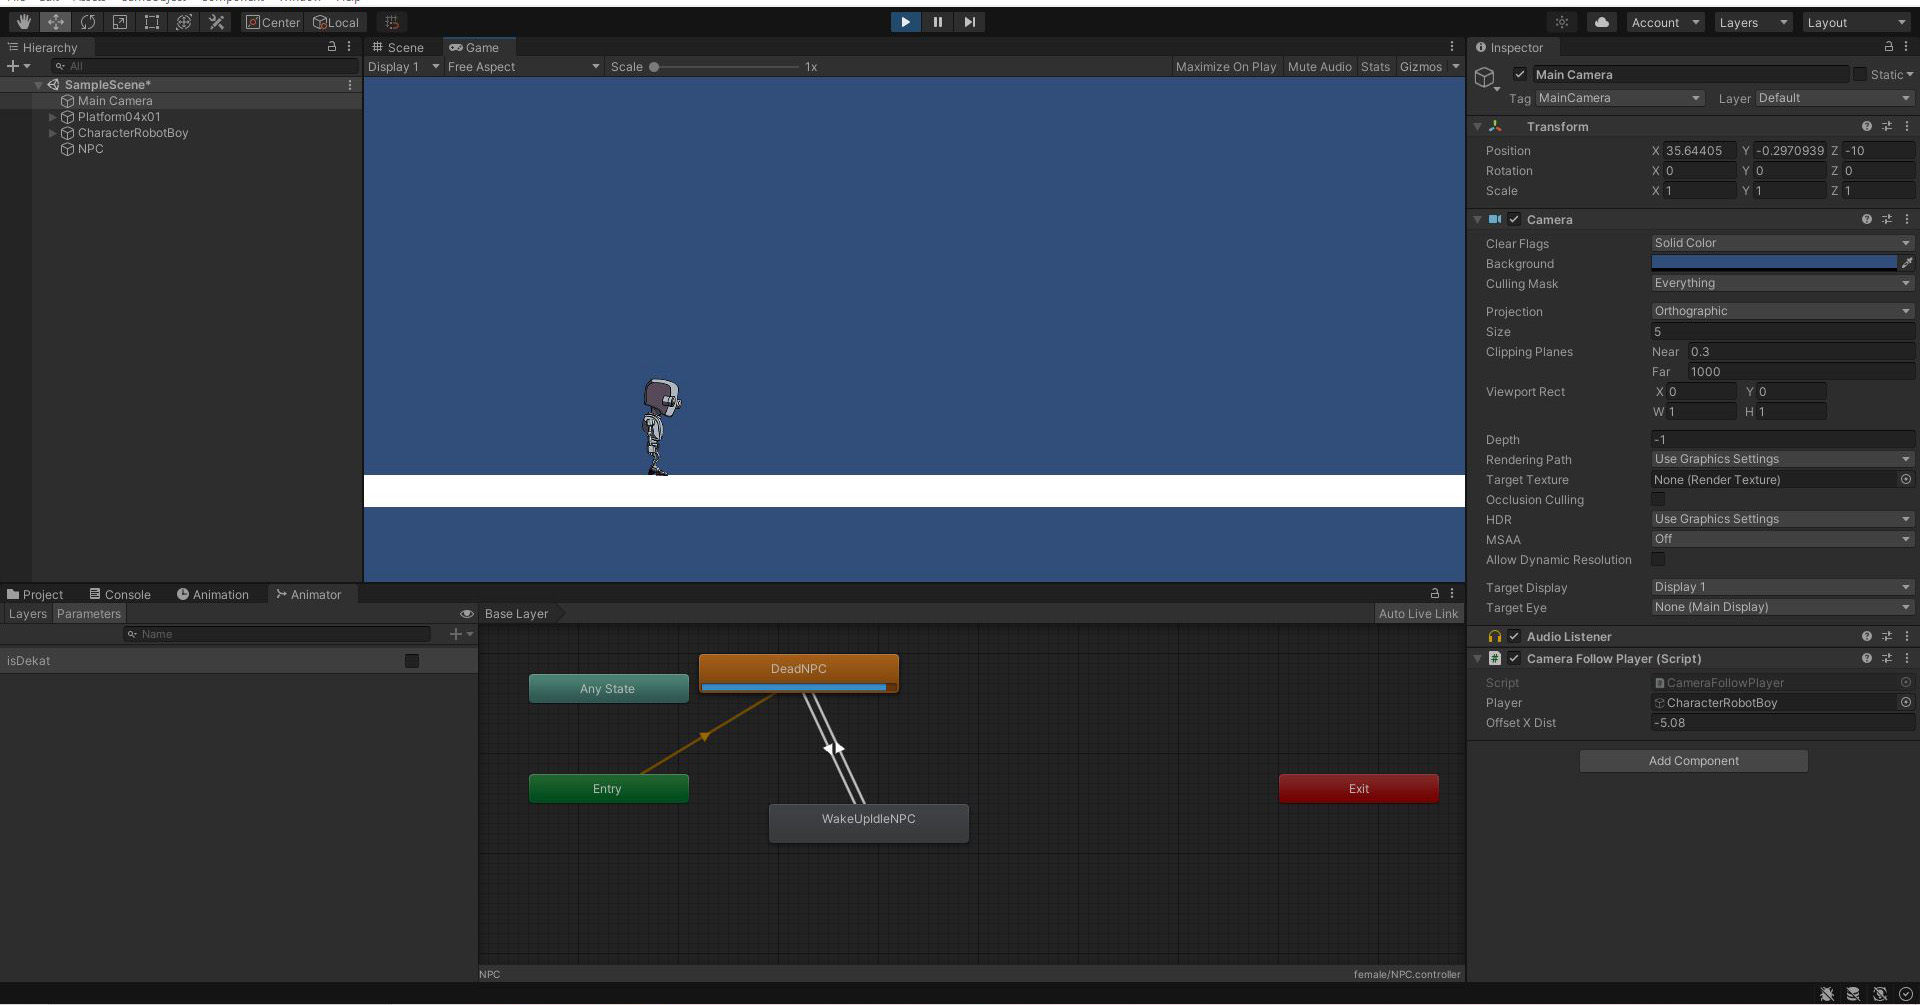 Center
Local
Account
Layers
Layout
Hierarchy
All
SampleScene*
Main Camera
Platform04x01
CharacterRobotBoy
NPC
Scene
Game
Display 1
Free Aspect
Scale
1x
Maximize On Play
Mute Audio
Stats
Gizmos
Project
Console
Animation
Animator
Layers
Parameters
Name
isDekat
Base Layer
Auto Live Link
DeadNPC
Any State
Entry
WakeUpIdleNPC
Exit
NPC
female/NPC.controller
Inspector
Main Camera
Static
Tag MainCamera
Layer Default
Transform
Position X 35.64405 Y -0.2970939 Z -10
Rotation X 0 Y 0 Z 0
Scale X 1 Y 1 Z 1
Camera
Clear Flags Solid Color
Background
Culling Mask Everything
Projection Orthographic
Size 5
Clipping Planes Near 0.3
Far 1000
Viewport Rect X 0 Y 0
W 1 H 1
Depth -1
Rendering Path Use Graphics Settings
Target Texture None (Render Texture)
Occlusion Culling
HDR Use Graphics Settings
MSAA Off
Allow Dynamic Resolution
Target Display Display 1
Target Eye None (Main Display)
Audio Listener
# Camera Follow Player (Script)
Script CameraFollowPlayer
Player CharacterRobotBoy
Offset X Dist -5.08
Add Component